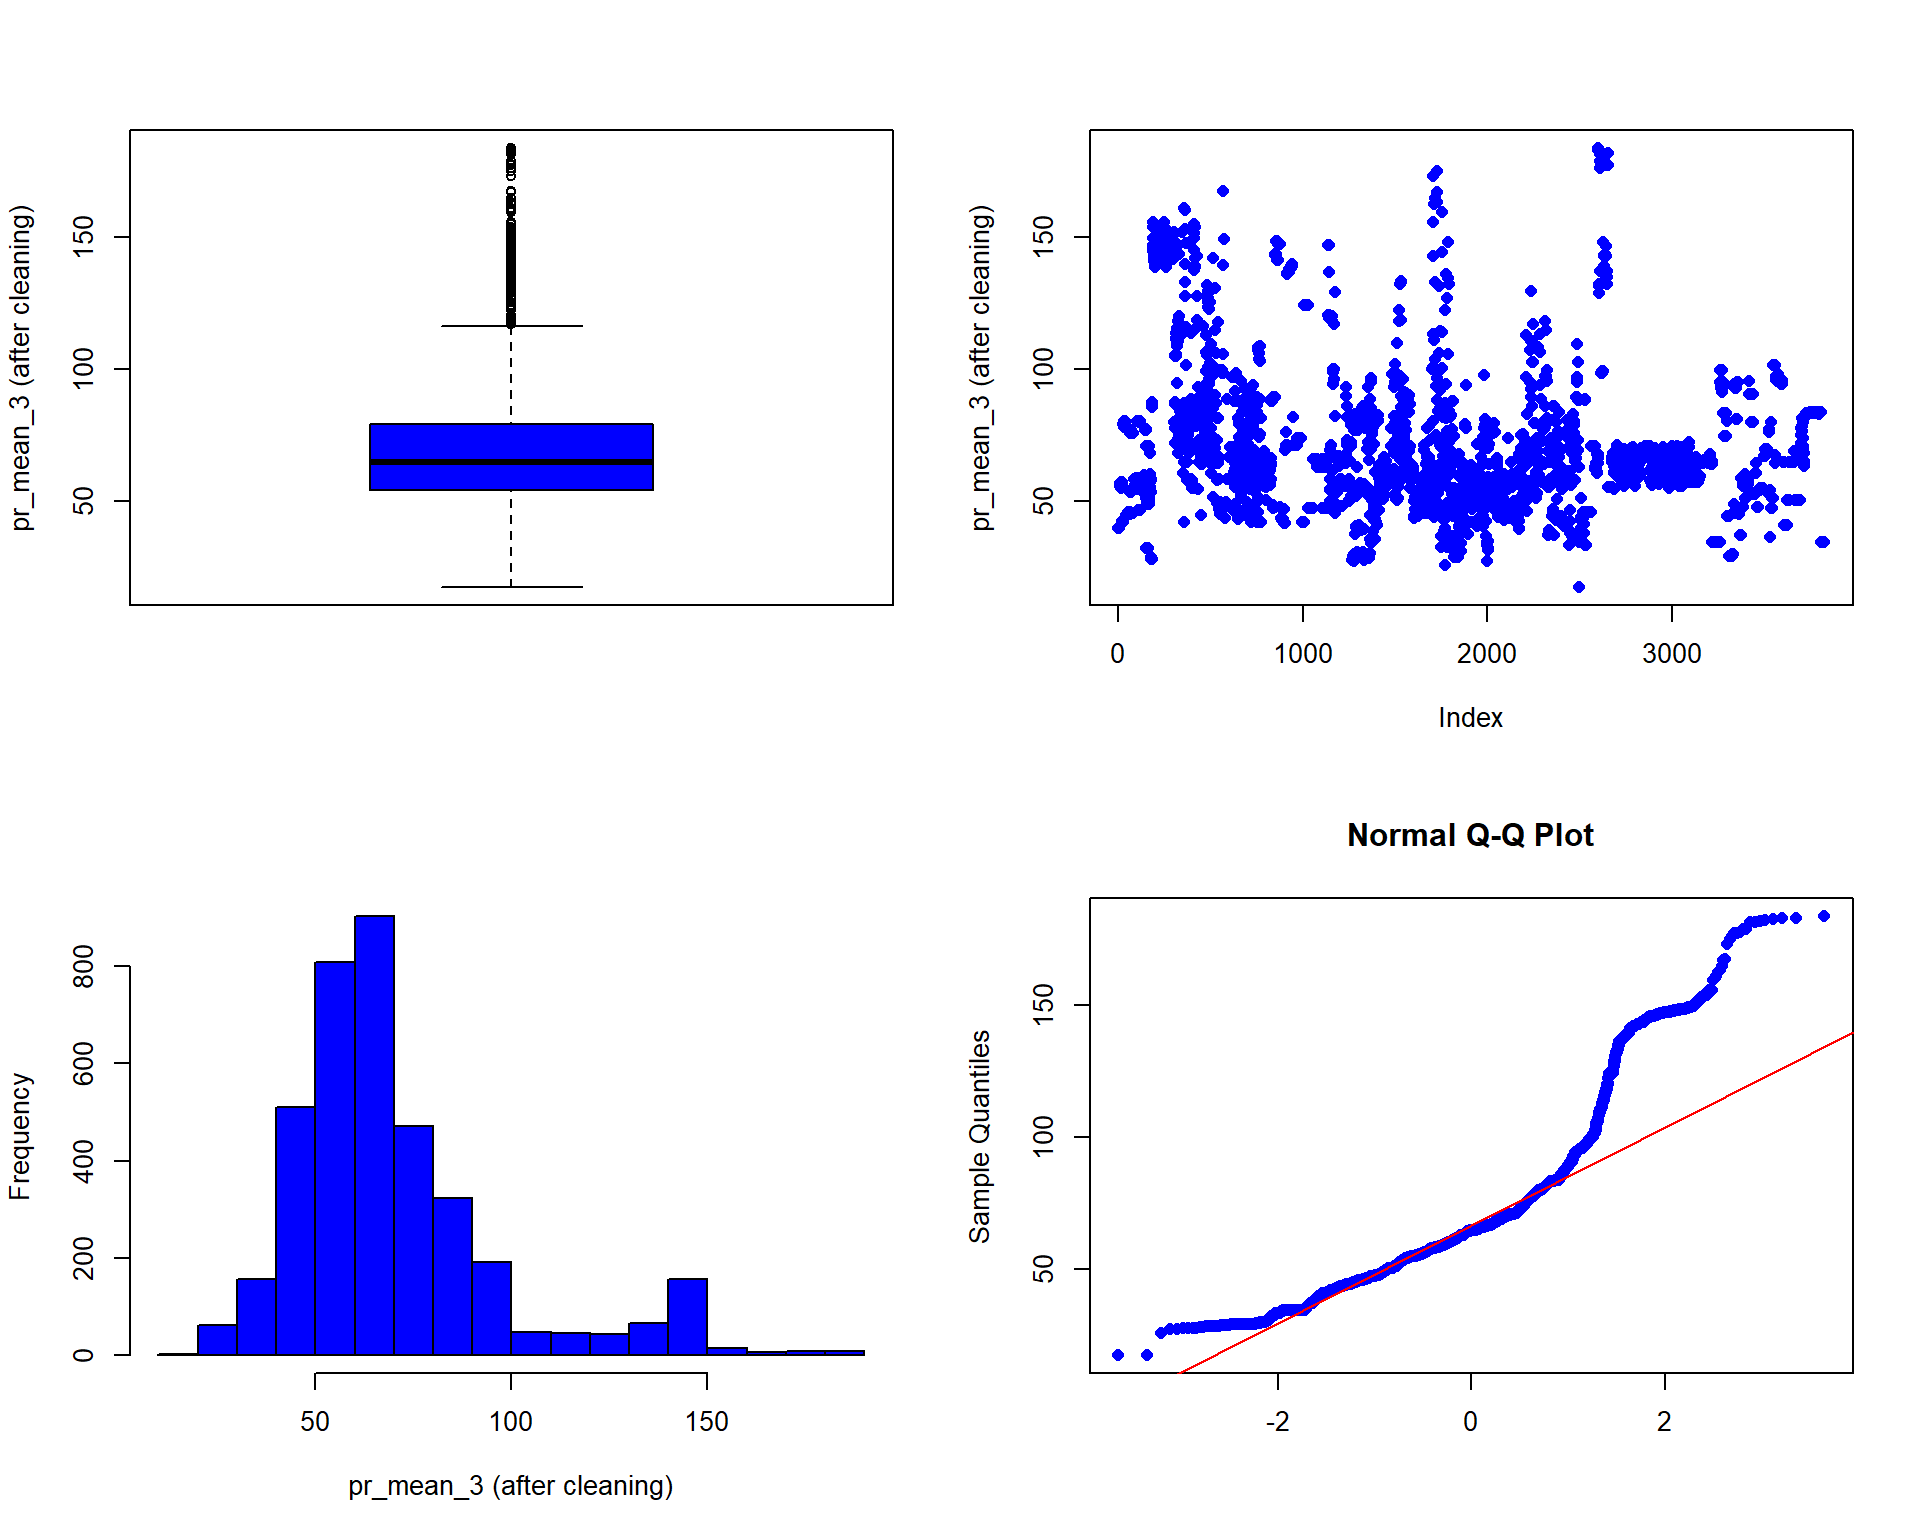 pr_mean_3 (after cleaning)
50 100 150
pr_mean_3 (after cleaning)
50 100 150
0 1000 2000 3000
Index
Frequency
0 200 400 600 800
50 100 150
pr_mean_3 (after cleaning)
Normal Q-Q Plot
Sample Quantiles
50 100 150
-2 0 2